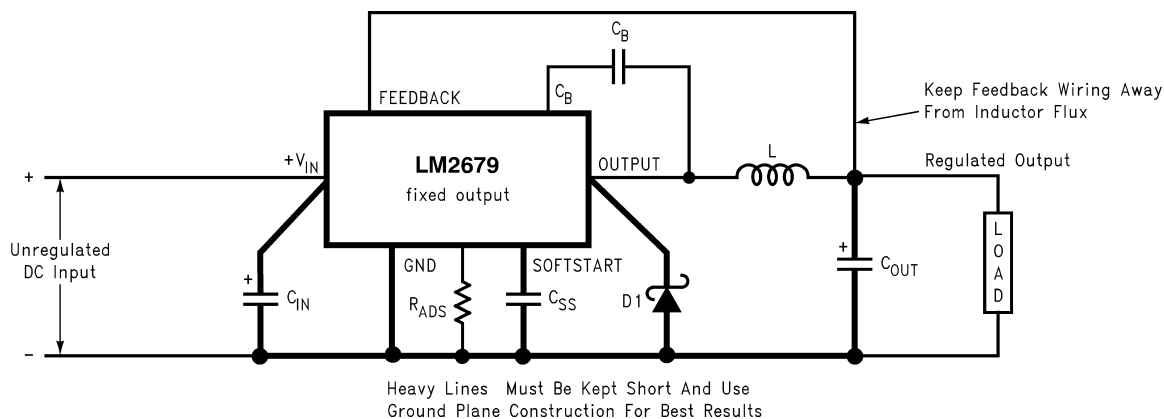 C_B
FEEDBACK
C_B
Keep Feedback Wiring Away
From Inductor Flux
+V_IN
LM2679
fixed output
OUTPUT
L
Regulated Output
+
Unregulated
DC Input
−
+
C_IN
GND
R_ADS
SOFTSTART
C_SS
D1
+
C_OUT
LOAD
Heavy Lines Must Be Kept Short And Use
Ground Plane Construction For Best Results